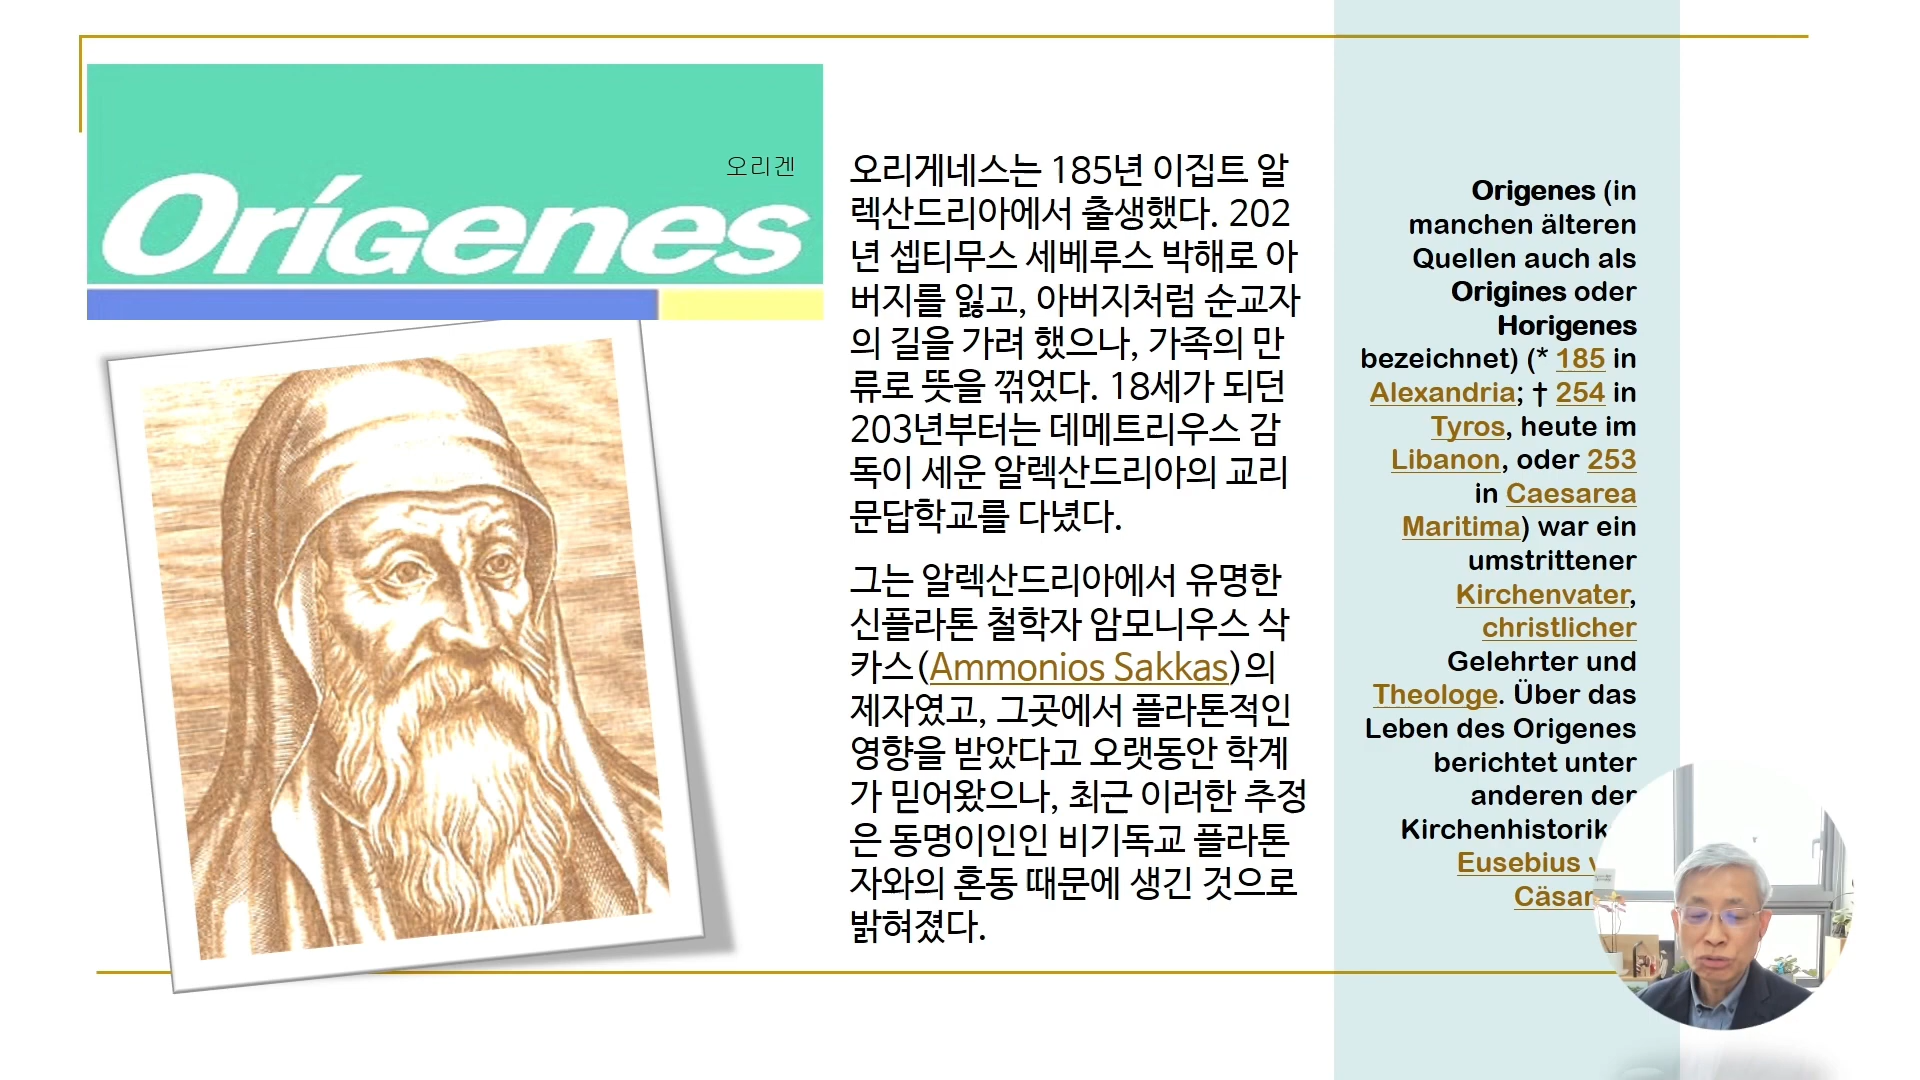 오리겐
Orígenes
오리게네스는 185년 이집트 알
렉산드리아에서 출생했다. 202
년 셉티무스 세베루스 박해로 아
버지를 잃고, 아버지처럼 순교자
의 길을 가려 했으나, 가족의 만
류로 뜻을 꺾었다. 18세가 되던
203년부터는 데메트리우스 감
독이 세운 알렉산드리아의 교리
문답학교를 다녔다.
그는 알렉산드리아에서 유명한
신플라톤 철학자 암모니우스 삭
카스(Ammonios Sakkas)의
제자였고, 그곳에서 플라톤적인
영향을 받았다고 오랫동안 학계
가 믿어왔으나, 최근 이러한 추정
은 동명이인인 비기독교 플라톤
자와의 혼동 때문에 생긴 것으로
밝혀졌다.
Origenes (in
manchen älteren
Quellen auch als
Origines oder
Horigenes
bezeichnet) (* 185 in
Alexandria; † 254 in
Tyros, heute im
Libanon, oder 253
in Caesarea
Maritima) war ein
umstrittener
Kirchenvater,
christlicher
Gelehrter und
Theologe. Über das
Leben des Origenes
berichtet unter
anderen der
Kirchenhistorik
Eusebius
Cäsar